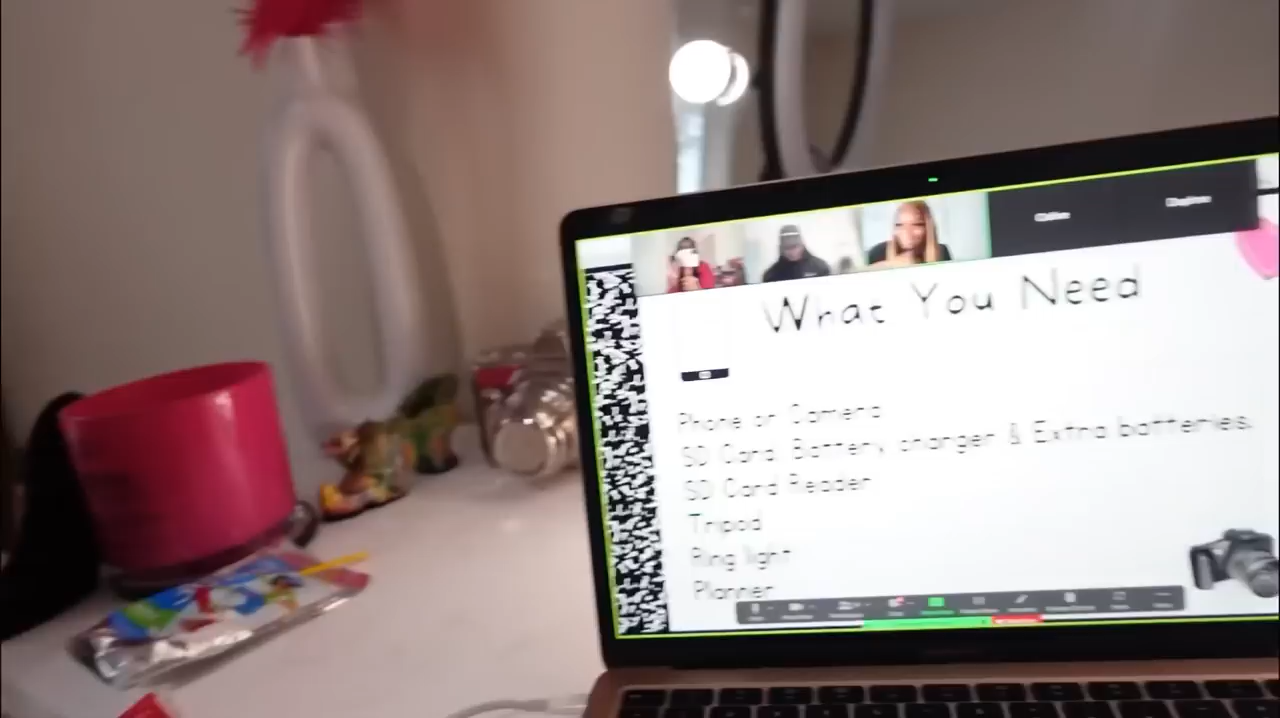 What You Need
Phone or Camera
SD Card Battery charger & Extra batteries.
SD Card Reader
Tripod
Ring light
Planner